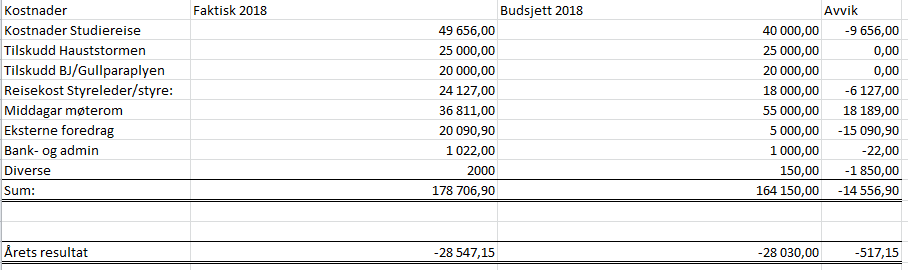 Kostnader Faktisk 2018 Budsjett 2018 Avvik
Kostnader Studiereise 49 656,00 40 000,00 -9 656,00
Tilskudd Hauststormen 25 000,00 25 000,00 0,00
Tilskudd BJ/Gullparaplyen 20 000,00 20 000,00 0,00
Reisekost Styreleder/styre: 24 127,00 18 000,00 -6 127,00
Middagar møterom 36 811,00 55 000,00 18 189,00
Eksterne foredrag 20 090,90 5 000,00 -15 090,90
Bank- og admin 1 022,00 1 000,00 -22,00
Diverse 2000 150,00 -1 850,00
Sum: 178 706,90 164 150,00 -14 556,90
Årets resultat -28 547,15 -28 030,00 -517,15